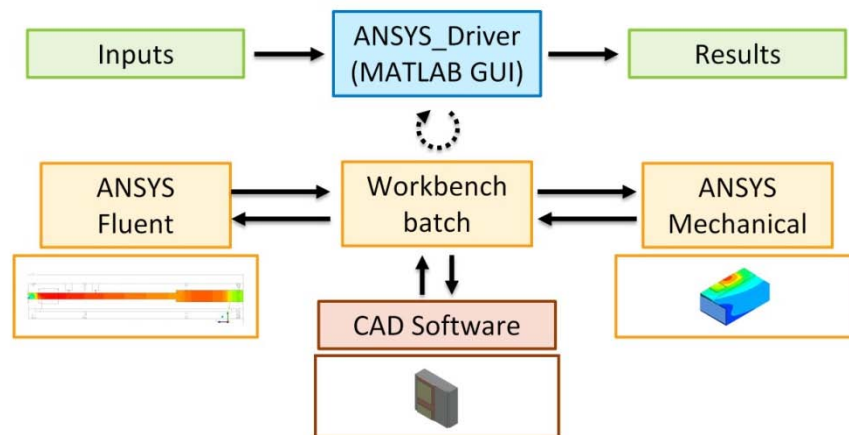 Inputs
ANSYS_Driver
(MATLAB GUI)
Results
ANSYS
Fluent
Workbench
batch
ANSYS
Mechanical
CAD Software